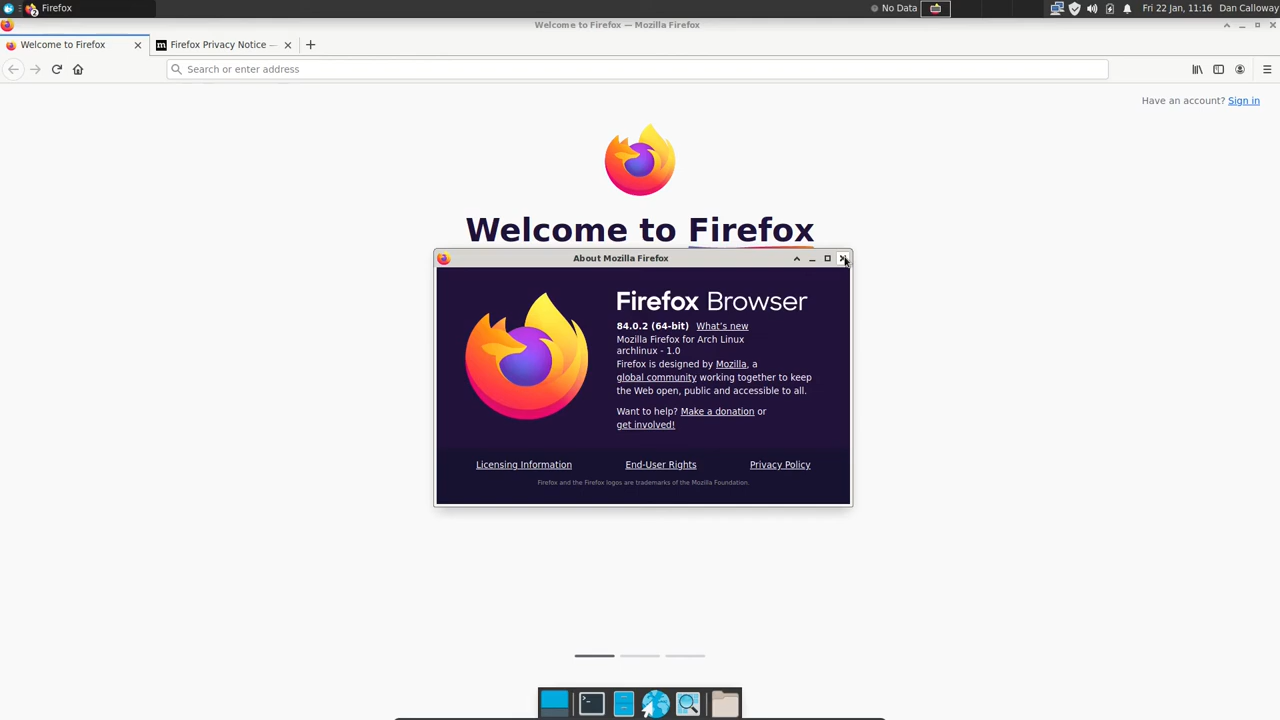 Firefox
2
No Data
Fri 22 Jan, 11:16
Dan Calloway
Welcome to Firefox — Mozilla Firefox
Welcome to Firefox
Firefox Privacy Notice —
Search or enter address
Have an account? Sign in
Welcome to Firefox
About Mozilla Firefox
Firefox Browser
84.0.2 (64-bit) What's new
Mozilla Firefox for Arch Linux
archlinux - 1.0
Firefox is designed by Mozilla, a
global community working together to keep
the Web open, public and accessible to all.
Want to help? Make a donation or
get involved!
Licensing Information
End-User Rights
Privacy Policy
Firefox and the Firefox logos are trademarks of the Mozilla Foundation.